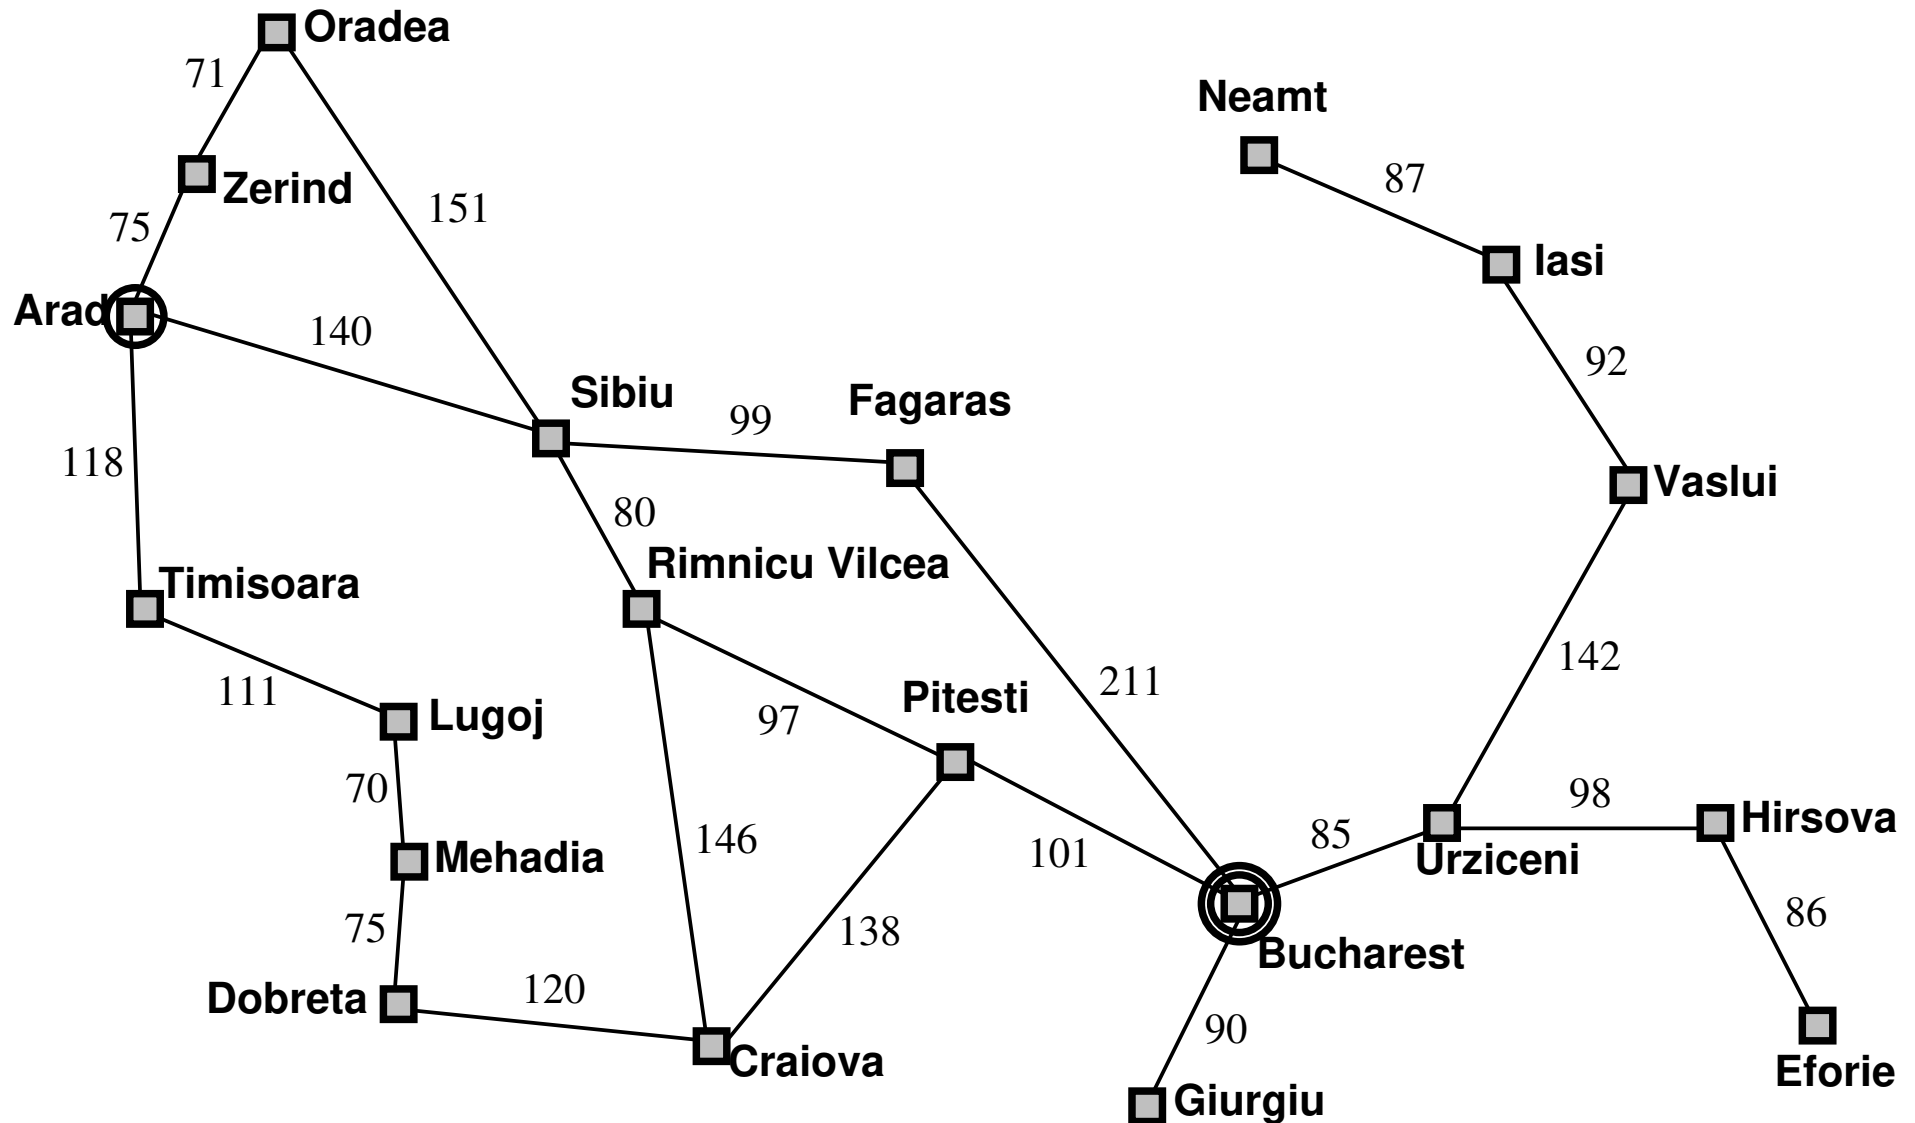 Oradea
71
Neamt
87
Zerind
151
75
Iasi
Arad
140
92
Sibiu
Fagaras
99
118
Vaslui
80
Rimnicu Vilcea
Timisoara
142
211
111
Pitesti
97
Lugoj
70
98
Hirsova
85
146
101
Urziceni
Mehadia
86
75
138
Bucharest
120
Dobreta
90
Craiova
Eforie
Giurgiu